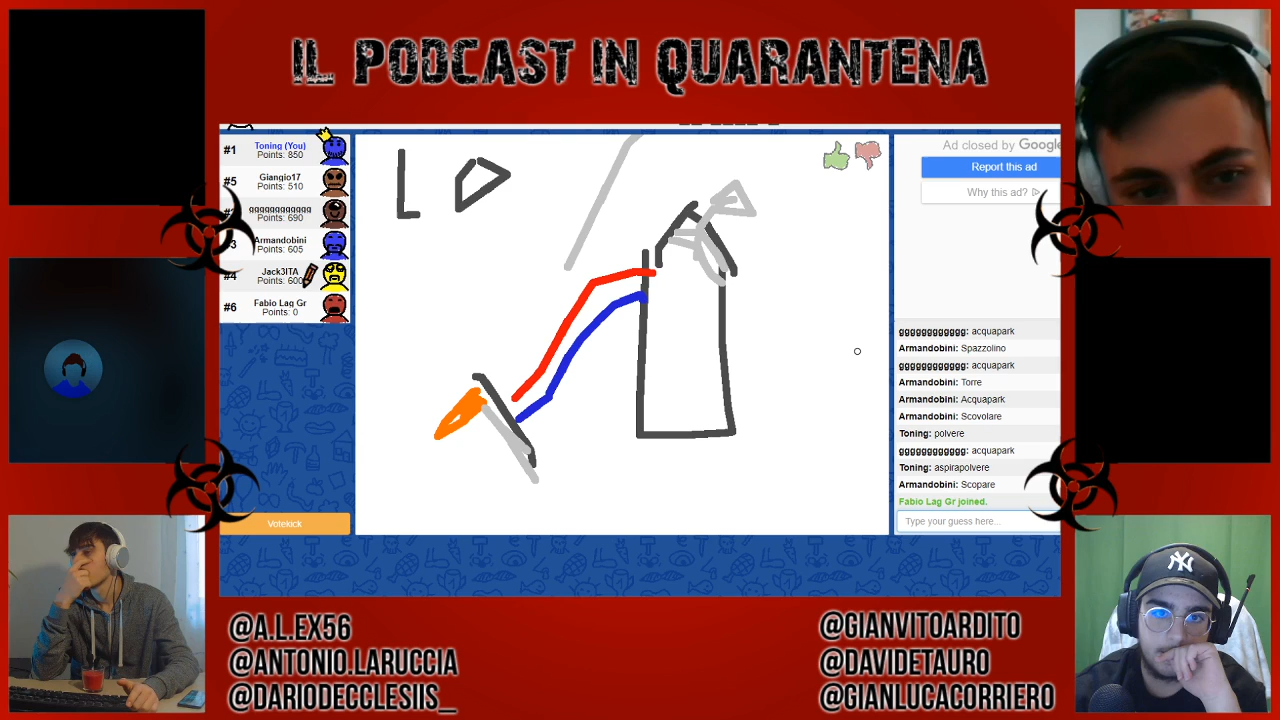 IL PODCAST IN QUARANTENA
#1 Toning (You)
Points: 850
#5 Giangio17
Points: 510
gggggggggggg
Points: 690
Armandobini
Points: 605
#4 Jack3ITA
Points: 600
#6 Fabio Lag Gr
Points: 0
Votekick
L D
Ad closed by Google
Report this ad
Why this ad?
gggggggggggg: acquapark
Armandobini: Spazzolino
gggggggggggg: acquapark
Armandobini: Torre
Armandobini: Acquapark
Armandobini: Scovolare
Toning: polvere
gggggggggggg: acquapark
Toning: aspirapolvere
Armandobini: Scopare
Fabio Lag Gr joined.
Type your guess here...
NY
@A.L.EX56
@ANTONIO.LARUCCIA
@DARIODECCLESIIS_
@GIANVITOARDITO
@DAVIDETAURO
@GIANLUCACORRIERO